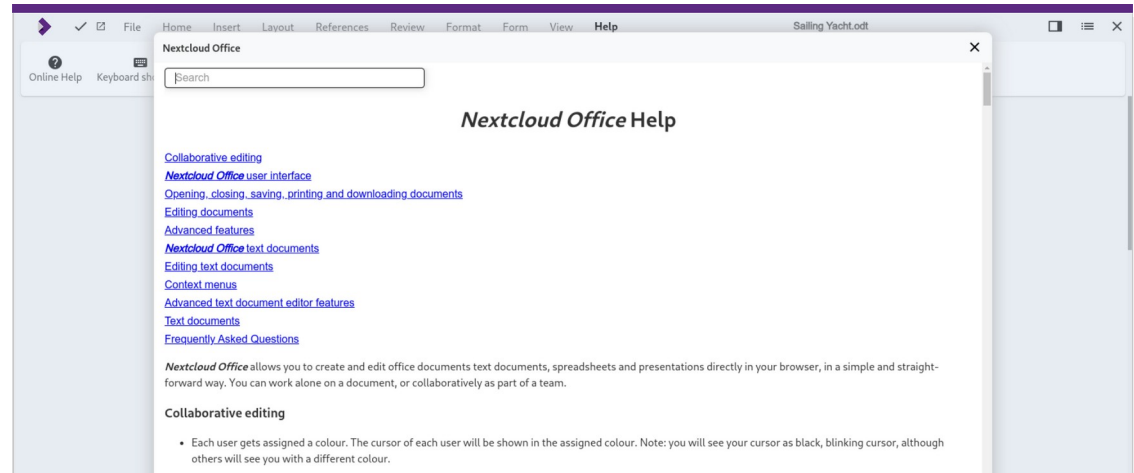 File Home Insert Layout References Review Format Form View Help Sailing Yacht.odt
Nextcloud Office
Online Help Keyboard sh
Search
Nextcloud Office Help
Collaborative editing
Nextcloud Office user interface
Opening, closing, saving, printing and downloading documents
Editing documents
Advanced features
Nextcloud Office text documents
Editing text documents
Context menus
Advanced text document editor features
Text documents
Frequently Asked Questions
Nextcloud Office allows you to create and edit office documents text documents, spreadsheets and presentations directly in your browser, in a simple and straight-
forward way. You can work alone on a document, or collaboratively as part of a team.
Collaborative editing
• Each user gets assigned a colour. The cursor of each user will be shown in the assigned colour. Note: you will see your cursor as black, blinking cursor, although
others will see you with a different colour.